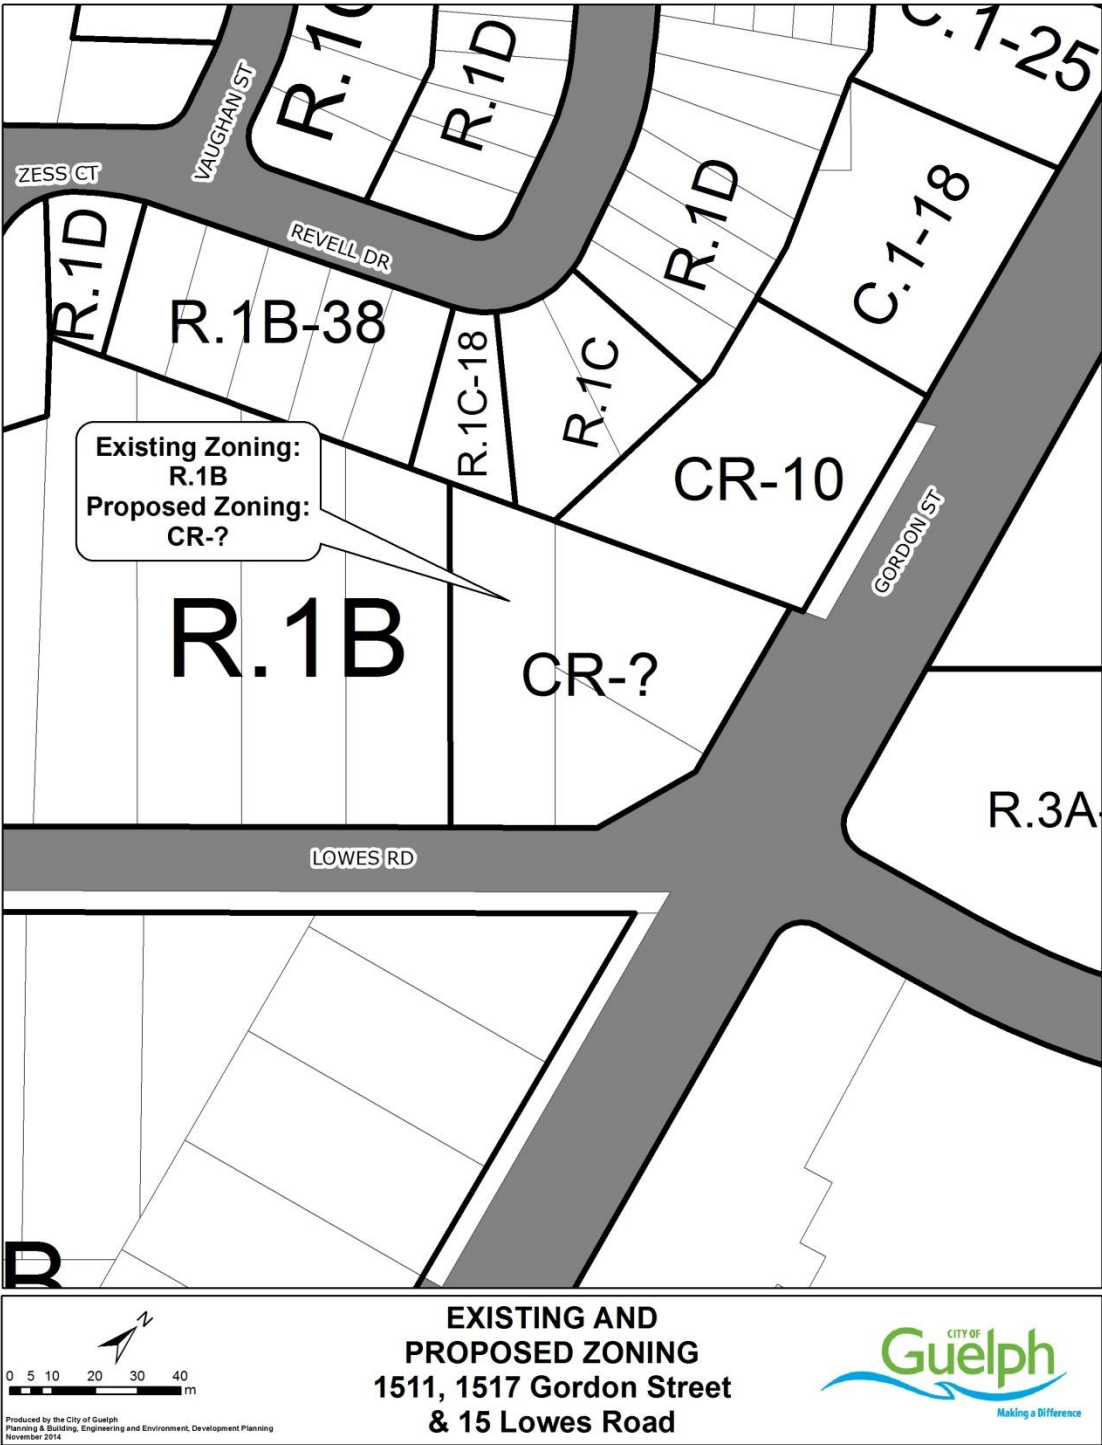 C.1-25
R.1C
R.1D
VAUGHAN ST
ZESS CT
R.1D
C.1-18
R.1D
REVELL DR
R.1B-38
R.1C-18
R.1C
Existing Zoning:
R.1B
Proposed Zoning:
CR-?
CR-10
GORDON ST
R.1B
CR-?
R.3A-
LOWES RD
B
N
0 5 10 20 30 40
m
Produced by the City of Guelph
Planning & Building, Engineering and Environment, Development Planning
November 2014
EXISTING AND
PROPOSED ZONING
1511, 1517 Gordon Street
& 15 Lowes Road
CITY OF
Guelph
Making a Difference